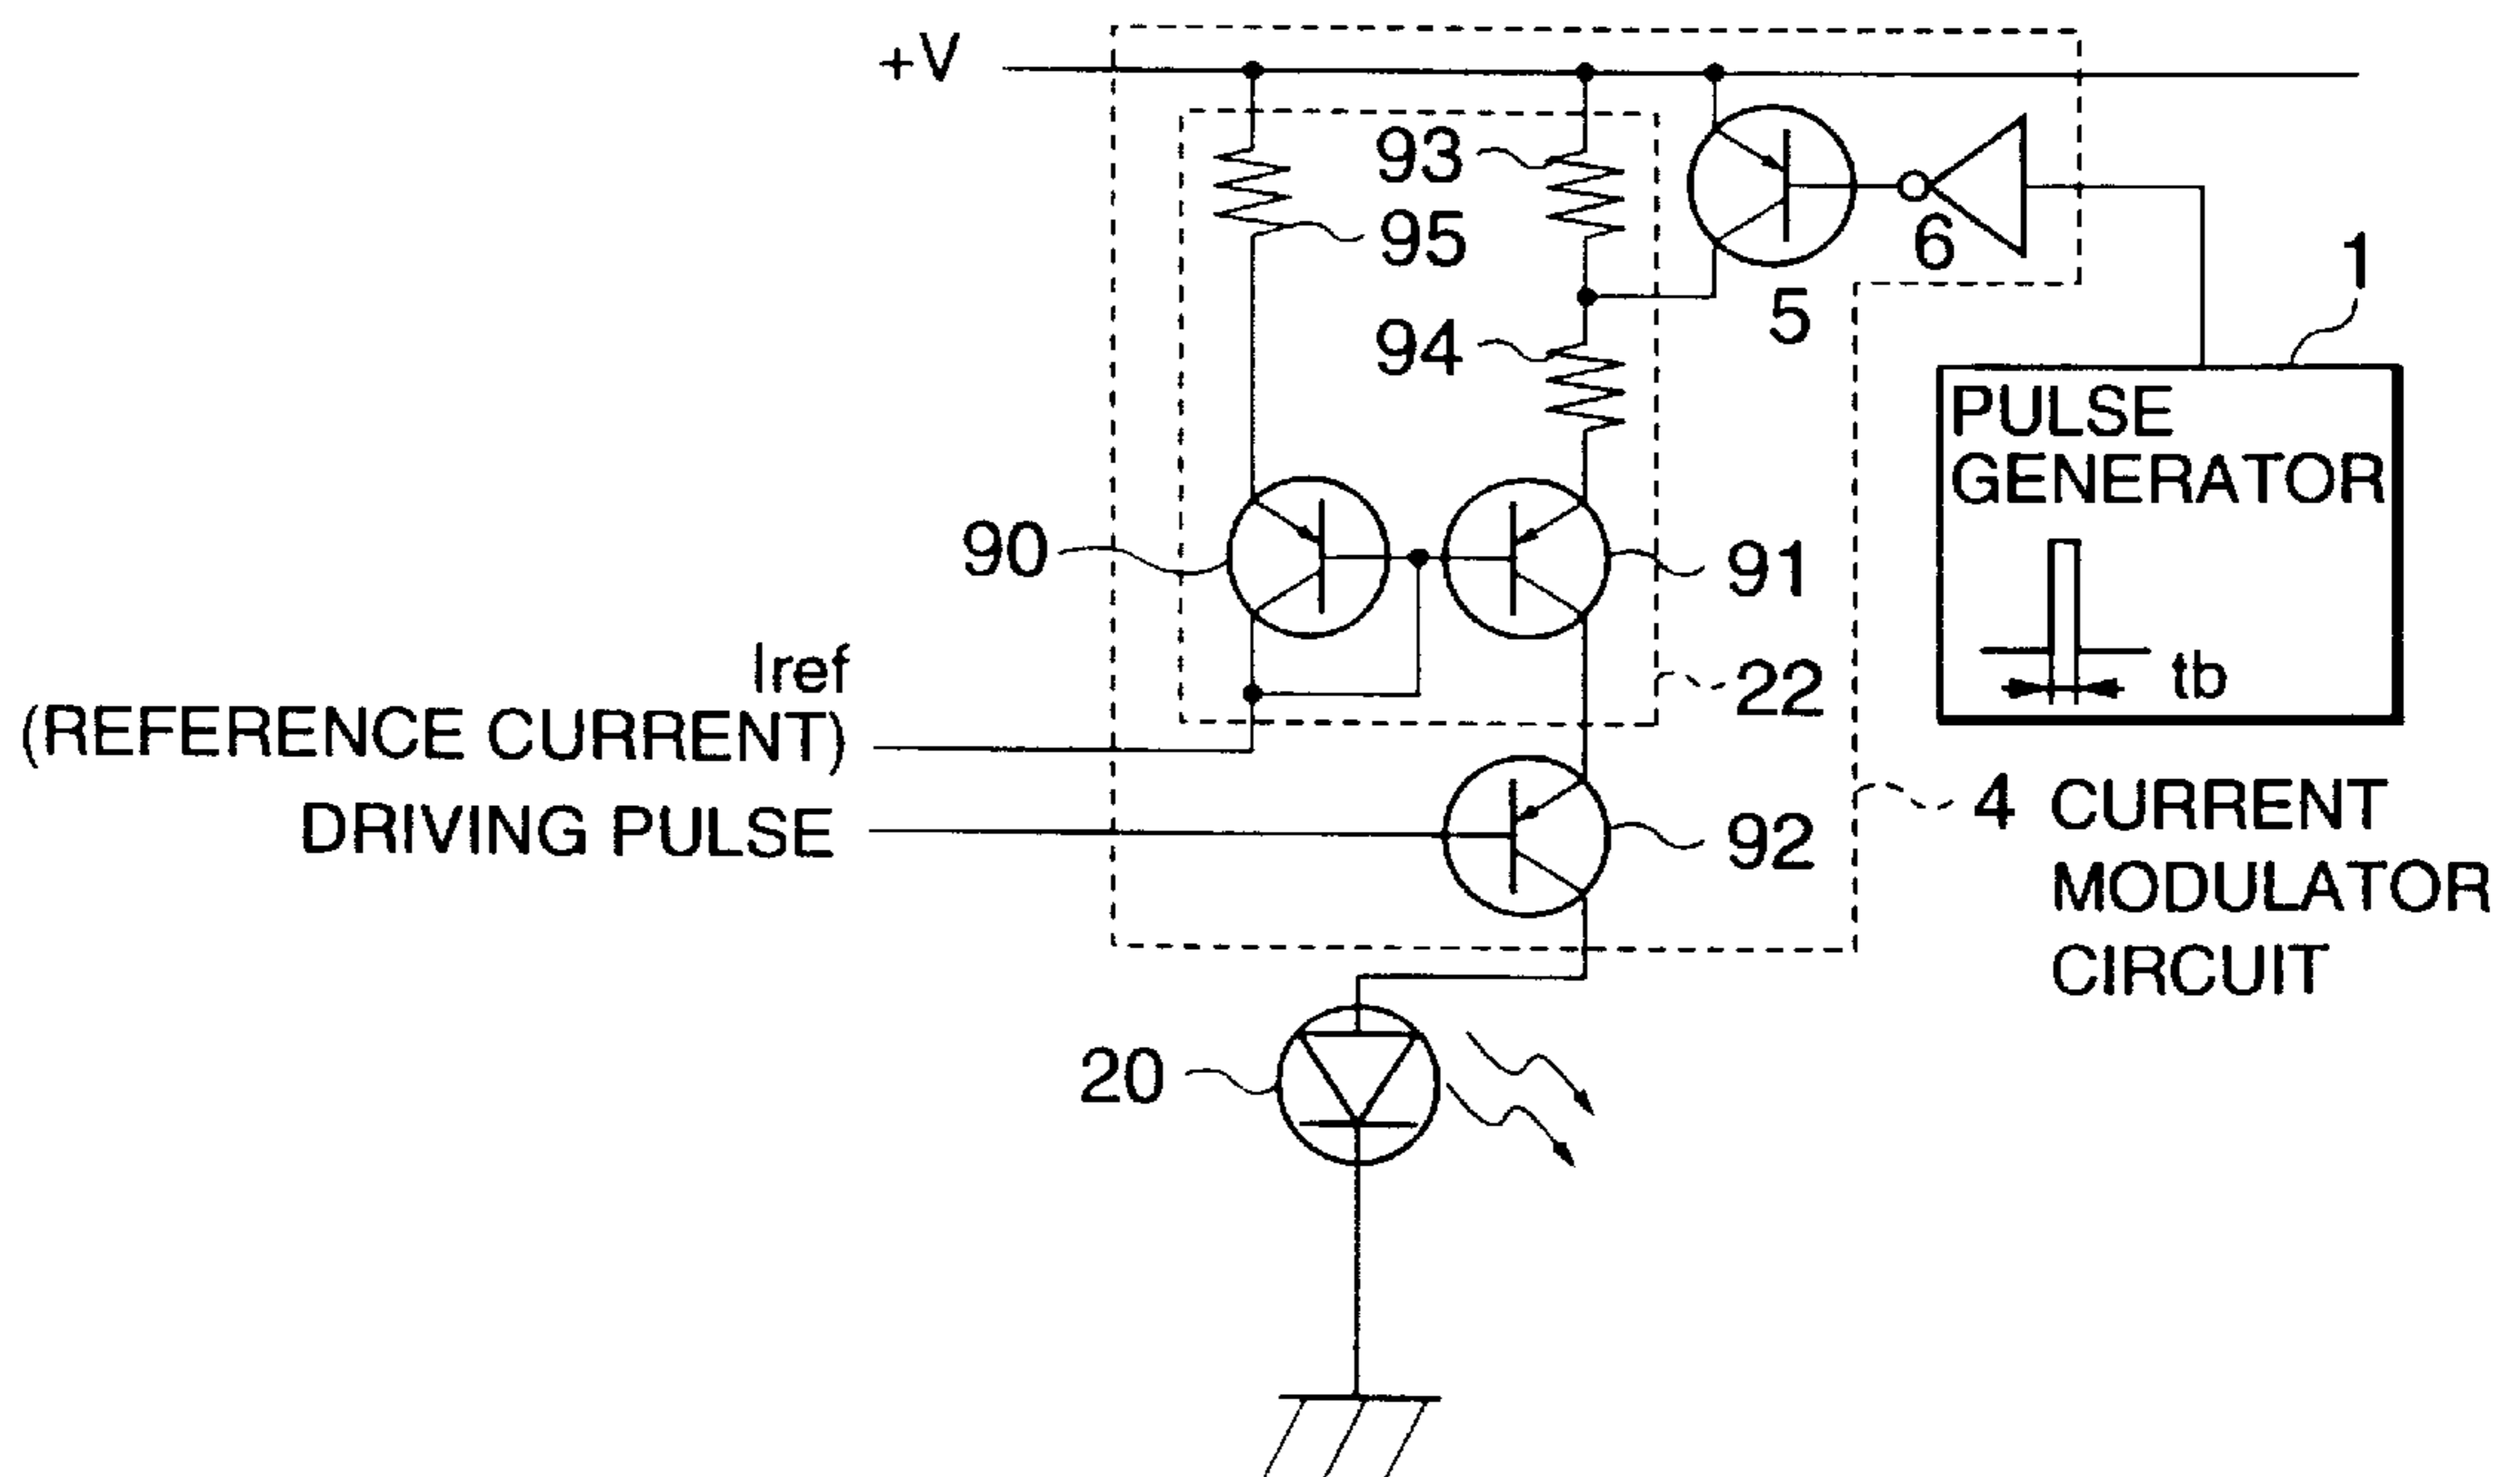 +V
93
95
6
5
1
94
PULSE
GENERATOR
tb
90
91
Iref
(REFERENCE CURRENT)
22
DRIVING PULSE
92
4 CURRENT
MODULATOR
CIRCUIT
20